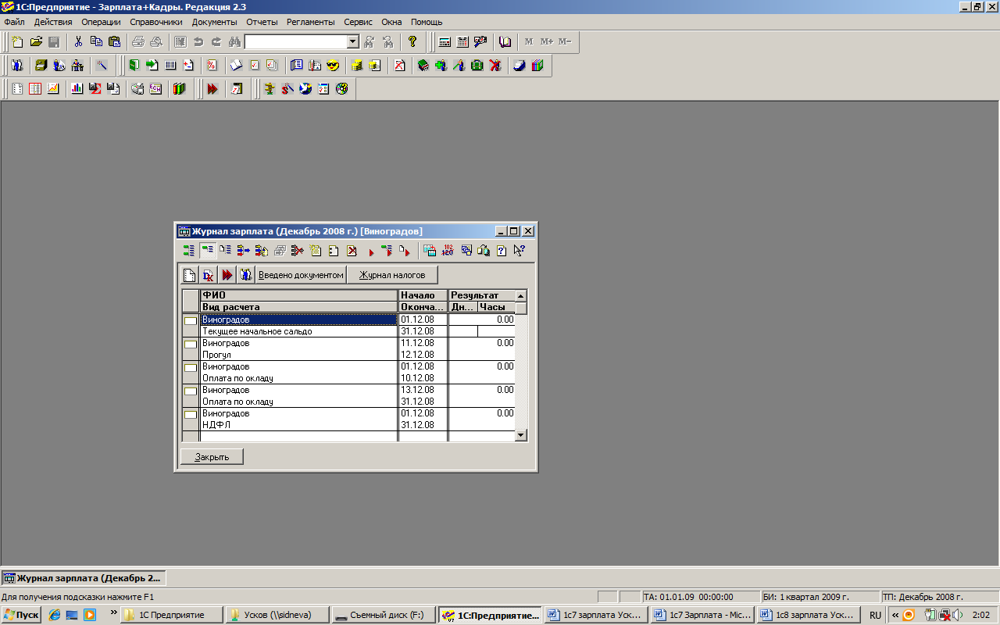 1С:Предприятие - Зарплата+Кадры. Редакция 2.3
Файл Действия Операции Справочники Документы Отчеты Регламенты Сервис Окна Помощь
M M+ M−
Журнал зарплата (Декабрь 2008 г.) [Виноградов]
Введено документом Журнал налогов
ФИО Начало Результат
Вид расчета Оконча... Дн... Часы
Виноградов 01.12.08 0.00
Текущее начальное сальдо 31.12.08
Виноградов 11.12.08 0.00
Прогул 12.12.08
Виноградов 01.12.08 0.00
Оплата по окладу 10.12.08
Виноградов 13.12.08 0.00
Оплата по окладу 31.12.08
Виноградов 01.12.08 0.00
НДФЛ 31.12.08
Закрыть
Журнал зарплата (Декабрь 2...
Для получения подсказки нажмите F1 TA: 01.01.09 00:00:00 БИ: 1 квартал 2009 г. ТП: Декабрь 2008 г.
Пуск » 1С Предприятие Усков (\\sidneva) Съемный диск (F:) 1С:Предприятие... 1с7 зарплата Уск... 1с7 Зарплата - Mic... 1с8 зарплата Уск... RU « 2:02